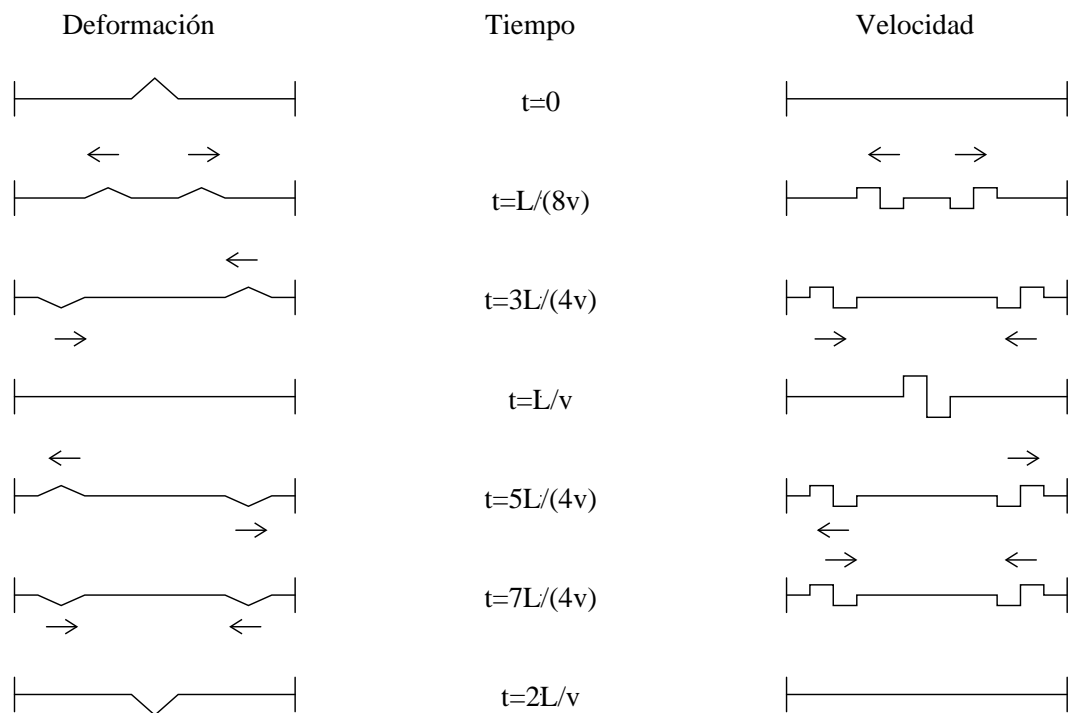 Deformación Tiempo Velocidad
t=0
t=L/(8v)
t=3L/(4v)
t=L/v
t=5L/(4v)
t=7L/(4v)
t=2L/v